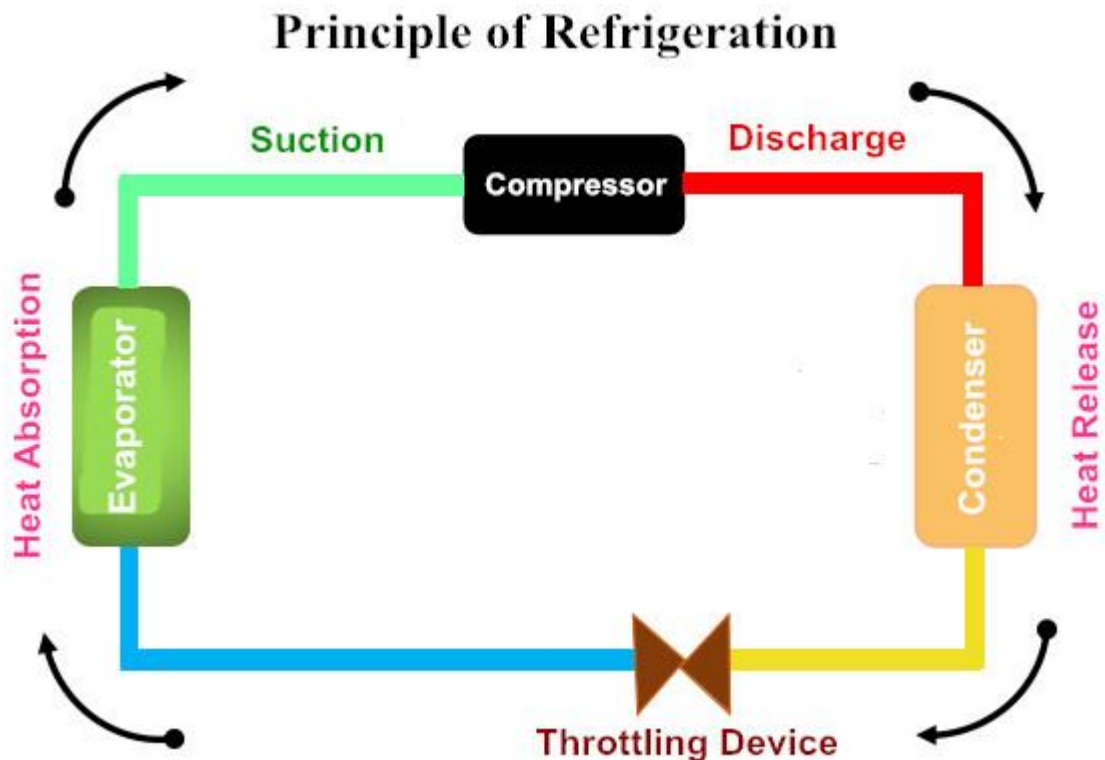 Principle of Refrigeration
Suction
Compressor
Discharge
Heat Absorption
Evaporator
Condenser
Heat Release
Throttling Device